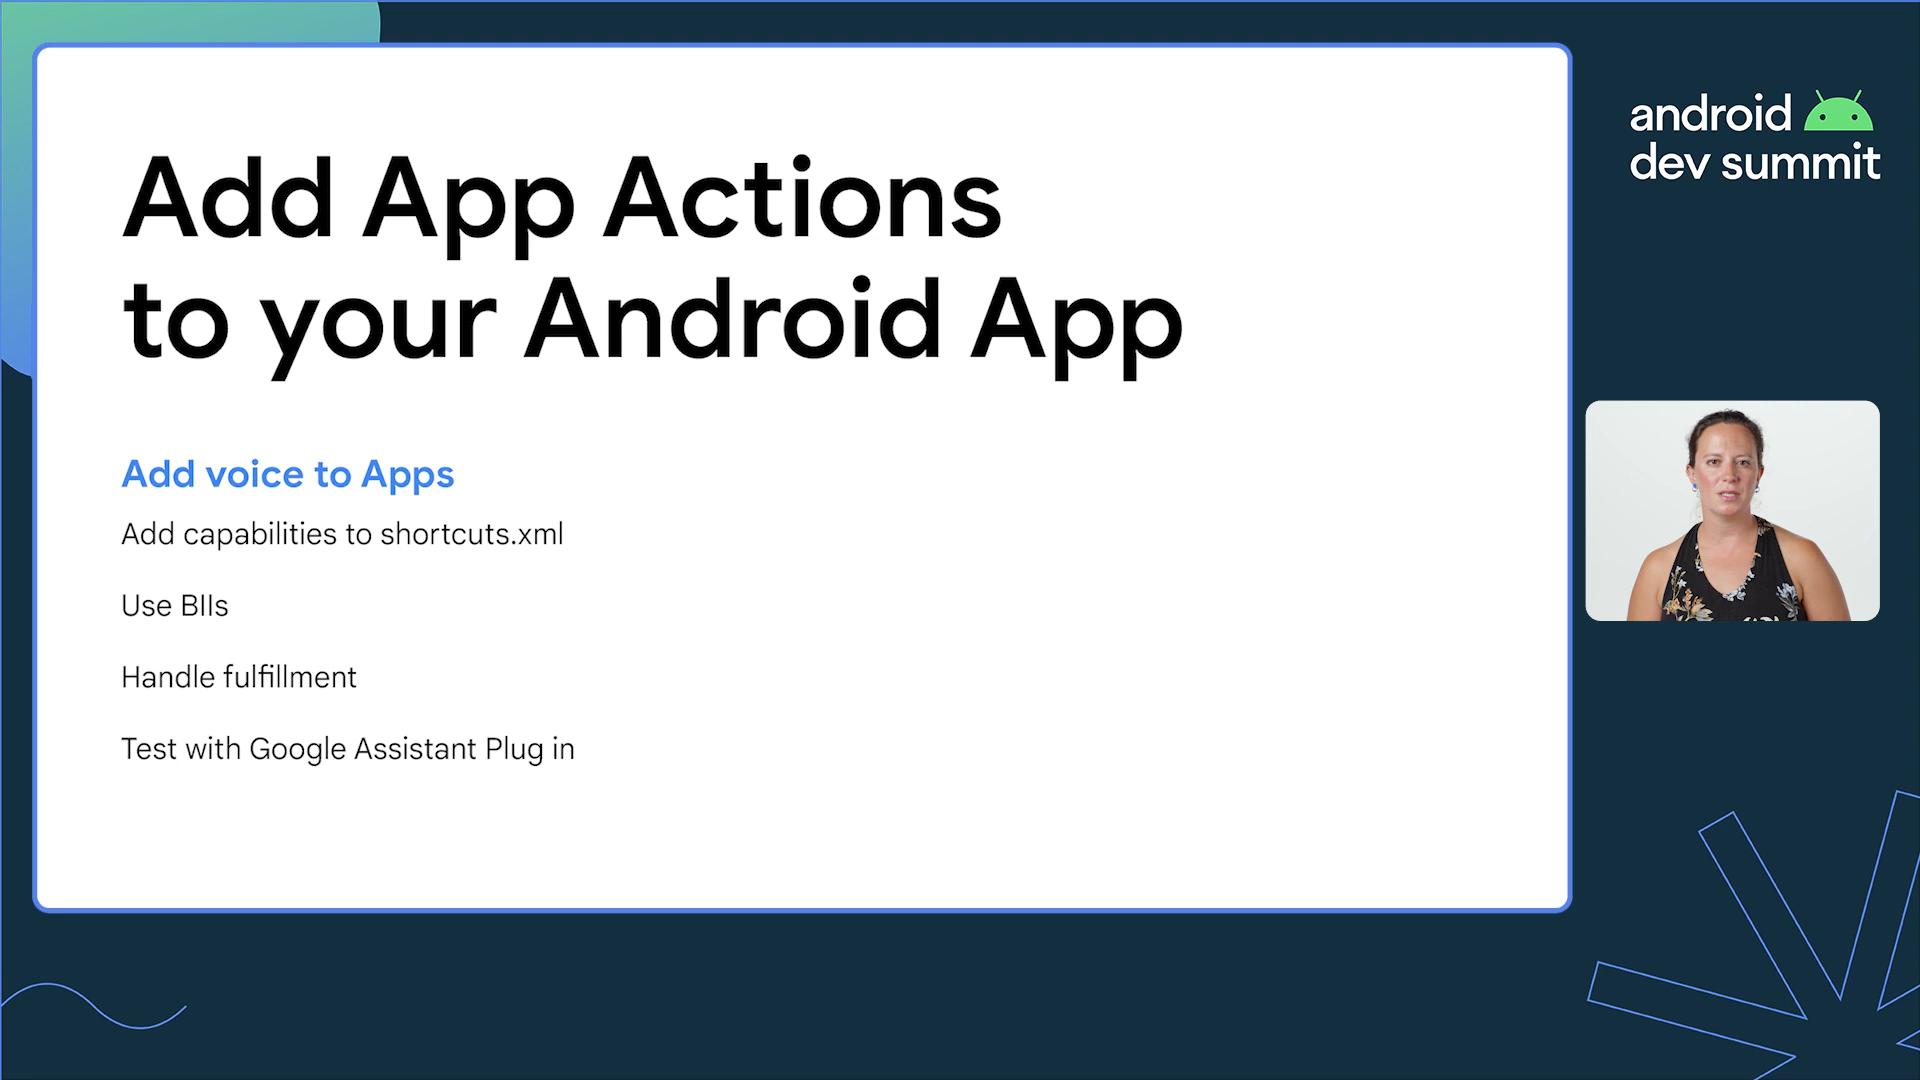 Add App Actions
to your Android App
Add voice to Apps
Add capabilities to shortcuts.xml
Use BIIs
Handle fulfillment
Test with Google Assistant Plug in
android
dev summit